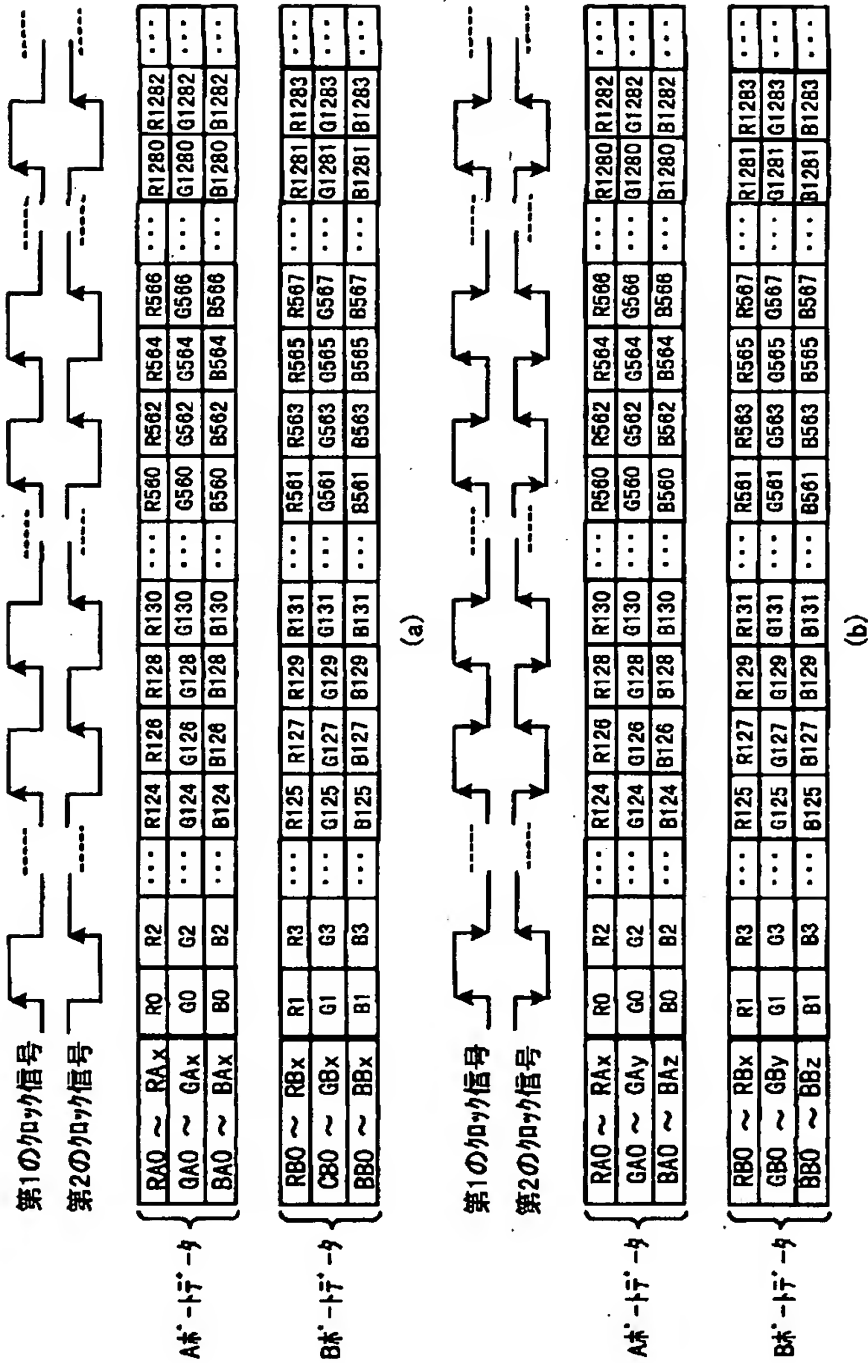 第1のｸﾛｯｸ信号
第2のｸﾛｯｸ信号
Aﾎﾟｰﾄﾃﾞｰﾀ
RA0 ~ RAx R0 R2 ... R124 R126 R128 R130 ... R560 R562 R564 R566 ... R1280 R1282 ...
GA0 ~ GAx G0 G2 ... G124 G126 G128 G130 ... G560 G562 G564 G566 ... G1280 G1282 ...
BA0 ~ BAx B0 B2 ... B124 B126 B128 B130 ... B560 B562 B564 B566 ... B1280 B1282 ...
Bﾎﾟｰﾄﾃﾞｰﾀ
RB0 ~ RBx R1 R3 ... R125 R127 R129 R131 ... R561 R563 R565 R567 ... R1281 R1283 ...
CB0 ~ GBx G1 G3 ... G125 G127 G129 G131 ... G561 G563 G565 G567 ... G1281 G1283 ...
BB0 ~ BBx B1 B3 ... B125 B127 B129 B131 ... B561 B563 B565 B567 ... B1281 B1283 ...
(a)
第1のｸﾛｯｸ信号
第2のｸﾛｯｸ信号
Aﾎﾟｰﾄﾃﾞｰﾀ
RA0 ~ RAx R0 R2 ... R124 R126 R128 R130 ... R560 R562 R564 R566 ... R1280 R1282 ...
GA0 ~ GAy G0 G2 ... G124 G126 G128 G130 ... G560 G562 G564 G566 ... G1280 G1282 ...
BA0 ~ BAz B0 B2 ... B124 B126 B128 B130 ... B560 B562 B564 B566 ... B1280 B1282 ...
Bﾎﾟｰﾄﾃﾞｰﾀ
RB0 ~ RBx R1 R3 ... R125 R127 R129 R131 ... R561 R563 R565 R567 ... R1281 R1283 ...
GB0 ~ GBy G1 G3 ... G125 G127 G129 G131 ... G561 G563 G565 G567 ... G1281 G1283 ...
BB0 ~ BBz B1 B3 ... B125 B127 B129 B131 ... B561 B563 B565 B567 ... B1281 B1283 ...
(b)